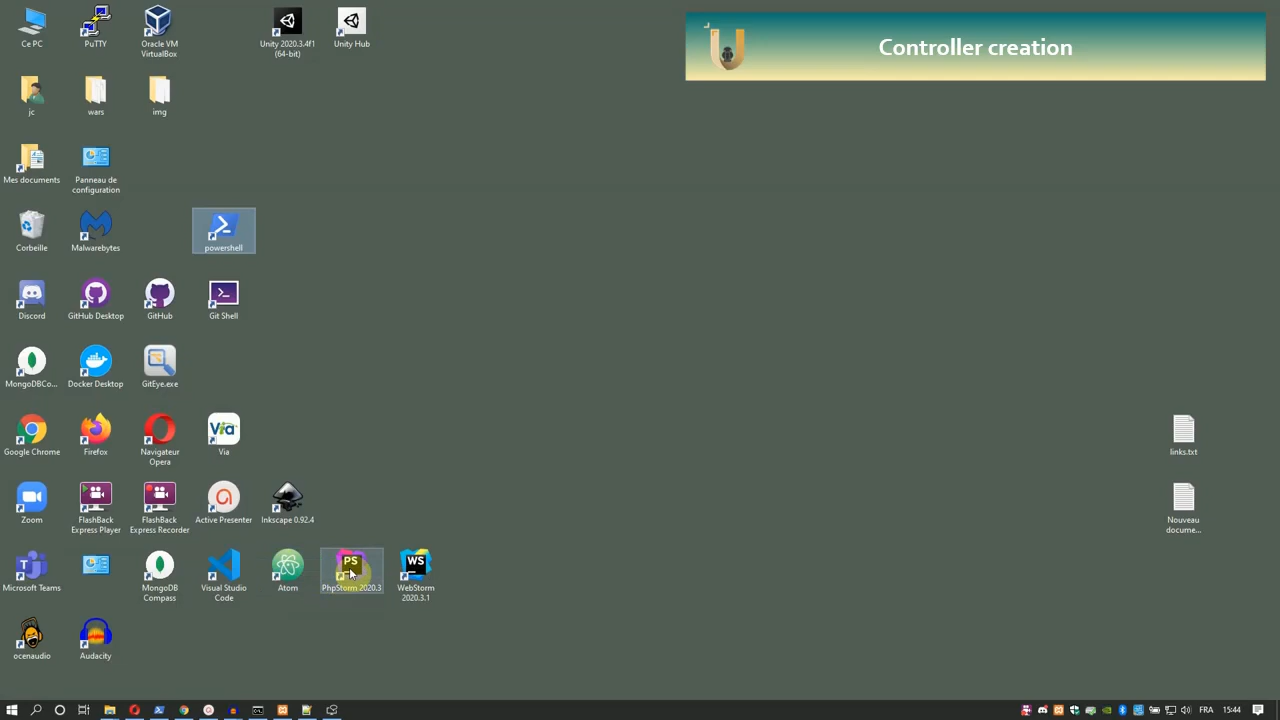 Controller creation
Ce PC
PuTTY
Oracle VM
VirtualBox
Unity 2020.3.4f1
(64-bit)
Unity Hub
jc
wars
img
Mes documents
Panneau de
configuration
Corbeille
Malwarebytes
powershell
Discord
GitHub Desktop
GitHub
Git Shell
MongoDBCo...
Docker Desktop
GitEye.exe
Google Chrome
Firefox
Navigateur
Opera
Via
Via
links.txt
Zoom
FlashBack
Express Player
FlashBack
Express Recorder
Active Presenter
Inkscape 0.92.4
Nouveau
docume...
Microsoft Teams
MongoDB
Compass
Visual Studio
Code
Atom
PS
PhpStorm 2020.3
WS
WebStorm
2020.3.1
ocenaudio
Audacity
FRA
15:44